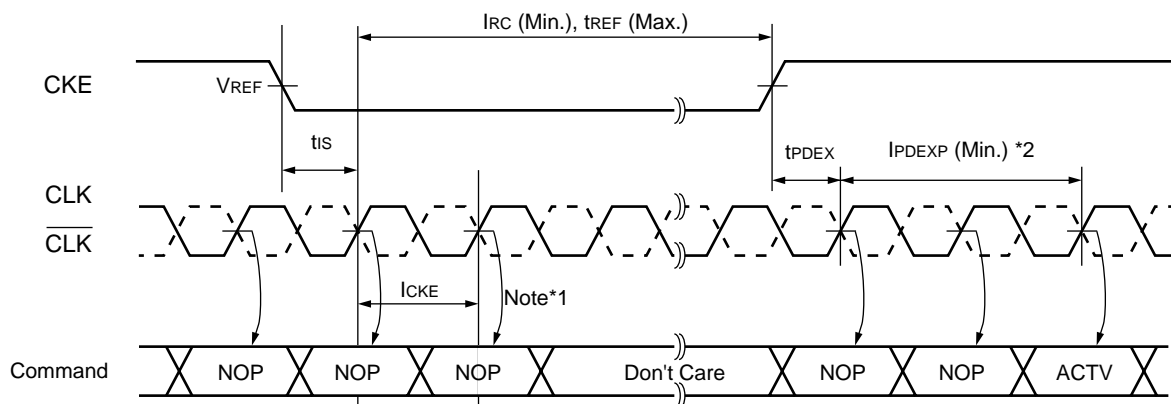 IRC (Min.), tREF (Max.)
CKE
VREF
tIS
tPDEX
IPDEXP (Min.) *2
CLK
CLK
ICKE
Note*1
Command
NOP
NOP
NOP
Don't Care
NOP
NOP
ACTV